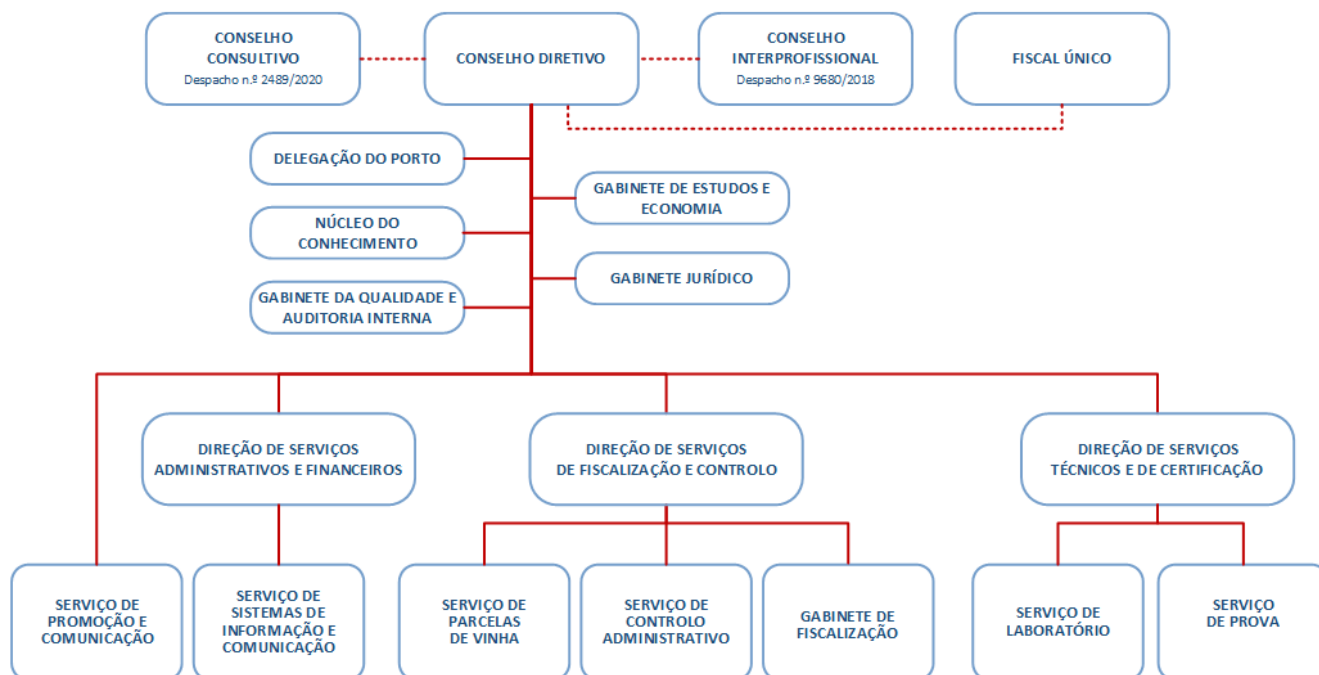 CONSELHO
CONSULTIVO
Despacho n.º 2489/2020
CONSELHO DIRETIVO
CONSELHO
INTERPROFISSIONAL
Despacho n.º 9680/2018
FISCAL ÚNICO
DELEGAÇÃO DO PORTO
GABINETE DE ESTUDOS E
ECONOMIA
NÚCLEO DO
CONHECIMENTO
GABINETE JURÍDICO
GABINETE DA QUALIDADE E
AUDITORIA INTERNA
DIREÇÃO DE SERVIÇOS
ADMINISTRATIVOS E FINANCEIROS
DIREÇÃO DE SERVIÇOS
DE FISCALIZAÇÃO E CONTROLO
DIREÇÃO DE SERVIÇOS
TÉCNICOS E DE CERTIFICAÇÃO
SERVIÇO DE
PROMOÇÃO E
COMUNICAÇÃO
SERVIÇO DE
SISTEMAS DE
INFORMAÇÃO E
COMUNICAÇÃO
SERVIÇO DE
PARCELAS
DE VINHA
SERVIÇO DE
CONTROLO
ADMINISTRATIVO
GABINETE DE
FISCALIZAÇÃO
SERVIÇO DE
LABORATÓRIO
SERVIÇO
DE PROVA